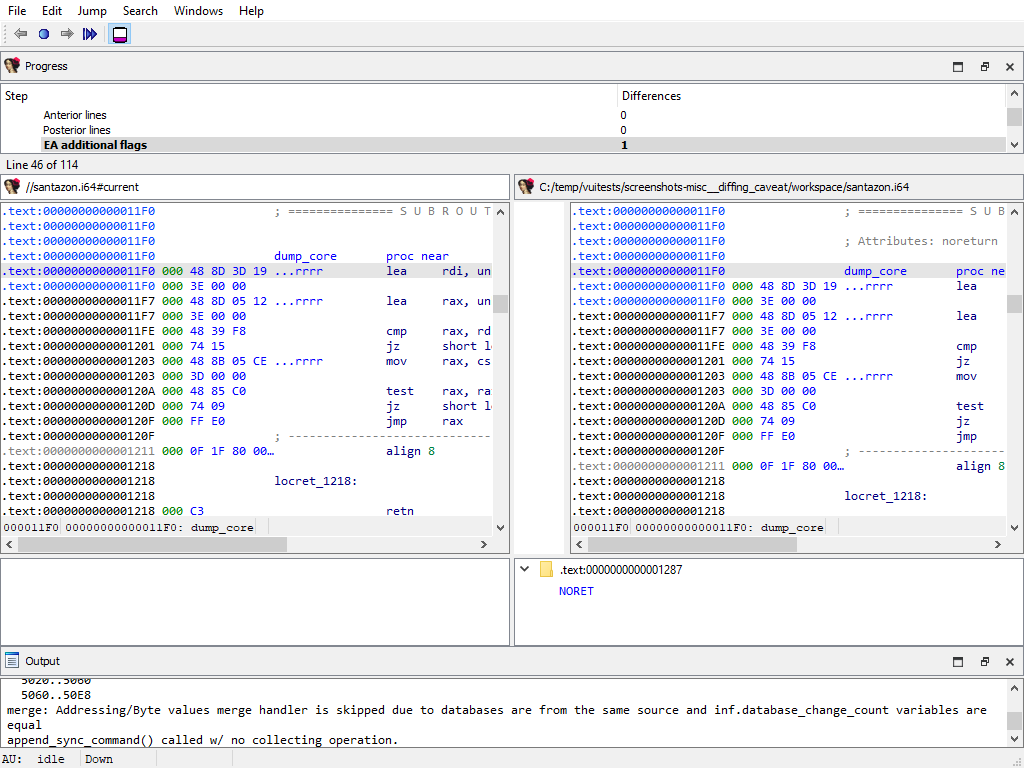 File Edit Jump Search Windows Help
Progress
Step Differences
Anterior lines 0
Posterior lines 0
EA additional flags 1
Line 46 of 114
//santazon.i64#current
.text:00000000000011F0 ; =============== S U B R O U T
.text:00000000000011F0
.text:00000000000011F0
.text:00000000000011F0 dump_core proc near
.text:00000000000011F0 000 48 8D 3D 19 ...rrrr lea rdi, un
.text:00000000000011F0 000 3E 00 00
.text:00000000000011F7 000 48 8D 05 12 ...rrrr lea rax, un
.text:00000000000011F7 000 3E 00 00
.text:00000000000011FE 000 48 39 F8 cmp rax, rd
.text:0000000000001201 000 74 15 jz short l
.text:0000000000001203 000 48 8B 05 CE ...rrrr mov rax, cs
.text:0000000000001203 000 3D 00 00
.text:000000000000120A 000 48 85 C0 test rax, ra
.text:000000000000120D 000 74 09 jz short l
.text:000000000000120F 000 FF E0 jmp rax
.text:000000000000120F ; -----------------------------
.text:0000000000001211 000 0F 1F 80 00… align 8
.text:0000000000001218
.text:0000000000001218 locret_1218:
.text:0000000000001218
.text:0000000000001218 000 C3 retn
000011F0 00000000000011F0: dump_core
C:/temp/vuitests/screenshots-misc__diffing_caveat/workspace/santazon.i64
.text:00000000000011F0 ; =============== S U B
.text:00000000000011F0
.text:00000000000011F0 ; Attributes: noreturn
.text:00000000000011F0
.text:00000000000011F0 dump_core proc ne
.text:00000000000011F0 000 48 8D 3D 19 ...rrrr lea
.text:00000000000011F0 000 3E 00 00
.text:00000000000011F7 000 48 8D 05 12 ...rrrr lea
.text:00000000000011F7 000 3E 00 00
.text:00000000000011FE 000 48 39 F8 cmp
.text:0000000000001201 000 74 15 jz
.text:0000000000001203 000 48 8B 05 CE ...rrrr mov
.text:0000000000001203 000 3D 00 00
.text:000000000000120A 000 48 85 C0 test
.text:000000000000120D 000 74 09 jz
.text:000000000000120F 000 FF E0 jmp
.text:000000000000120F ; ---------------------
.text:0000000000001211 000 0F 1F 80 00… align 8
.text:0000000000001218
.text:0000000000001218 locret_1218:
.text:0000000000001218
000011F0 00000000000011F0: dump_core
.text:0000000000001287
NORET
Output
5020..5060
5060..50E8
merge: Addressing/Byte values merge handler is skipped due to databases are from the same source and inf.database_change_count variables are
equal
append_sync_command() called w/ no collecting operation.
AU: idle Down